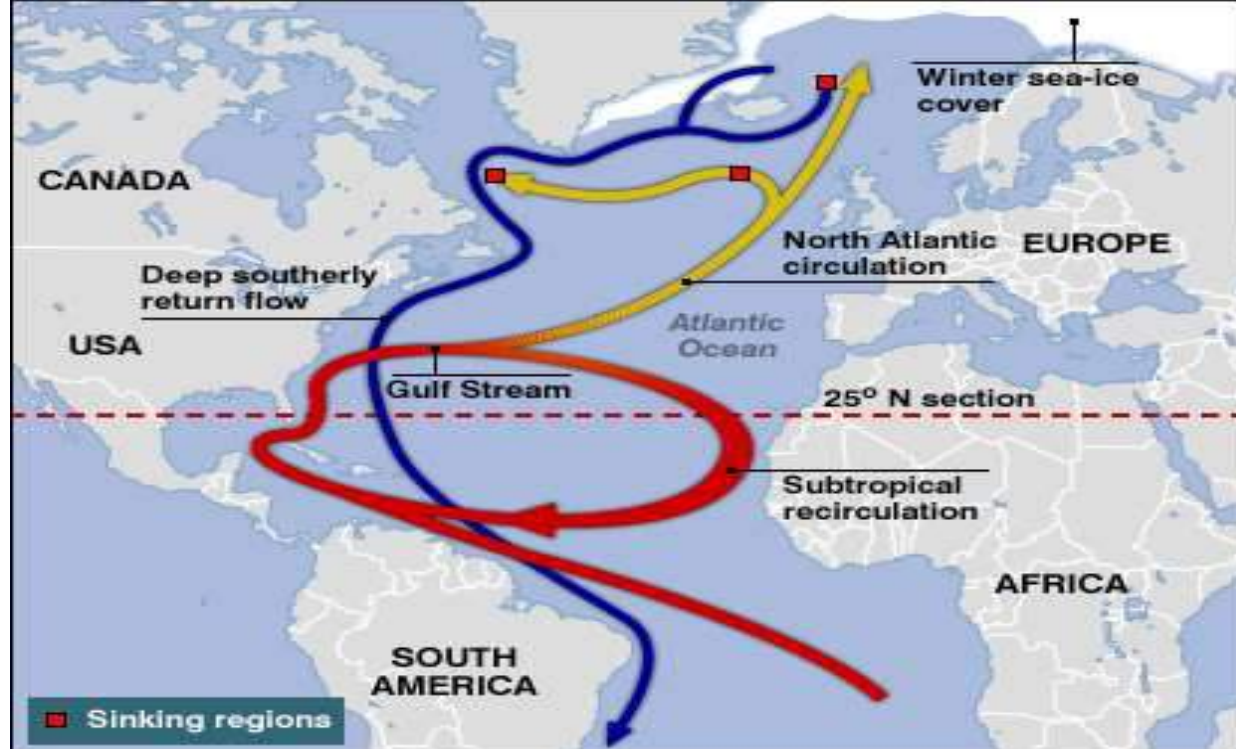 Winter sea-ice
cover
CANADA
North Atlantic
circulation
EUROPE
Deep southerly
return flow
Atlantic
Ocean
USA
Gulf Stream
25º N section
Subtropical
recirculation
AFRICA
SOUTH
AMERICA
Sinking regions